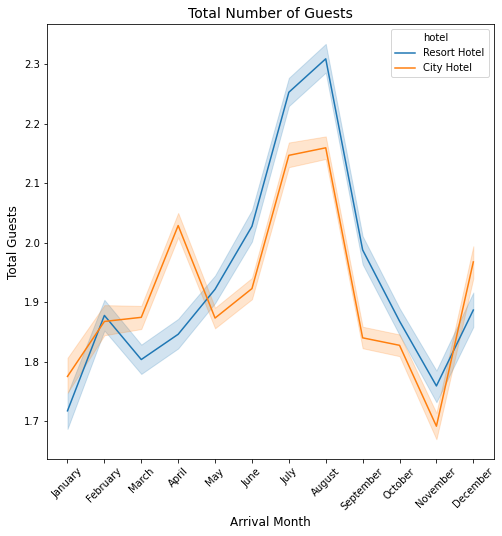 Total Number of Guests
hotel
Resort Hotel
City Hotel
Total Guests
2.3
2.2
2.1
2.0
1.9
1.8
1.7
January
February
March
April
May
June
July
August
September
October
November
December
Arrival Month